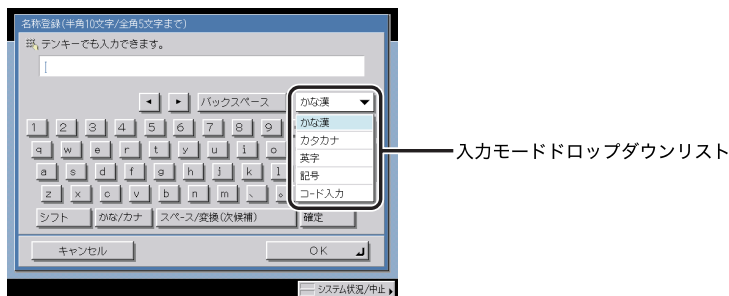 名称登録(半角10文字/全角5文字まで)
テンキーでも入力できます。
◄ ► バックスペース かな漢 ▼
かな漢
カタカナ
英字
記号
コード入力
入力モードドロップダウンリスト
1 2 3 4 5 6 7 8 9
q w e r t y u i o
a s d f g h j k l
z x c v b n m 、 。
シフト かな/カナ スペース/変換(次候補) 確定
キャンセル OK
システム状況/中止